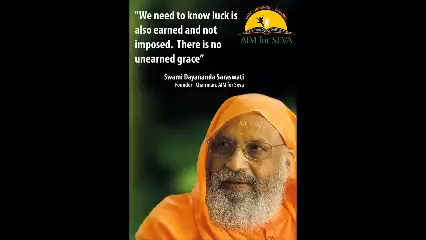 "We need to know luck is
also earned and not
imposed. There is no
unearned grace"
Swami Dayananda Saraswati
Founder Chairman, AIM for Seva
AIM for SEVA